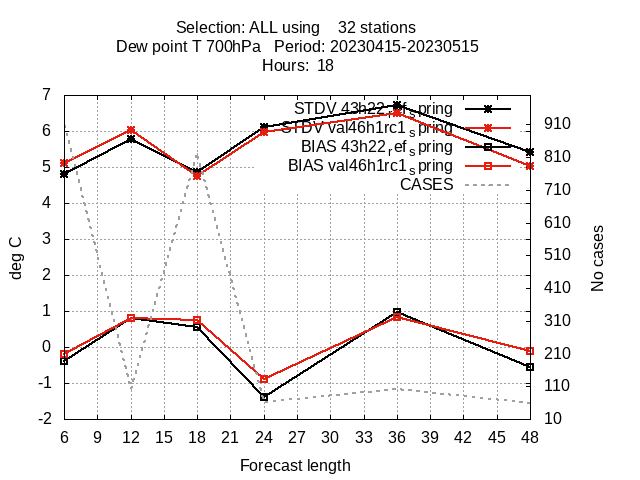 Selection: ALL using    32 stations
Dew point T 700hPa   Period: 20230415-20230515
Hours:  18
STDV 43h22_ref_spring
STDV val46h1rc1_spring
BIAS 43h22_ref_spring
BIAS val46h1rc1_spring
CASES
7
6
5
4
3
2
1
0
-1
-2
910
810
710
610
510
410
310
210
110
10
deg C
No cases
6 9 12 15 18 21 24 27 30 33 36 39 42 45 48
Forecast length